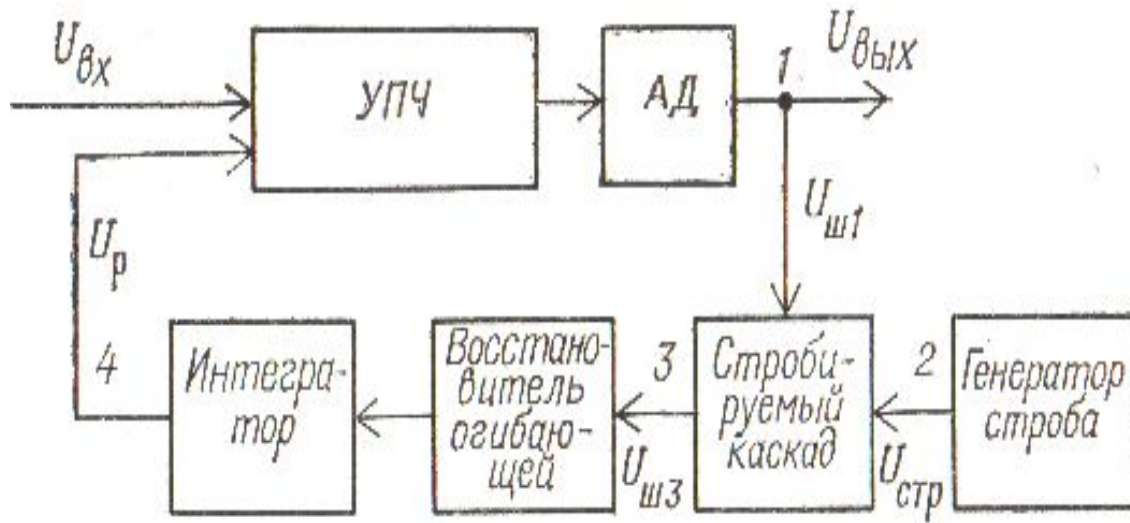 Uвх
УПЧ
АД
1
Uвых
Uш1
Uр
4
Интегра-
тор
Восстано-
витель
огибаю-
щей
3
Uш3
Строби-
руемый
каскад
2
Uстр
Генератор
строба